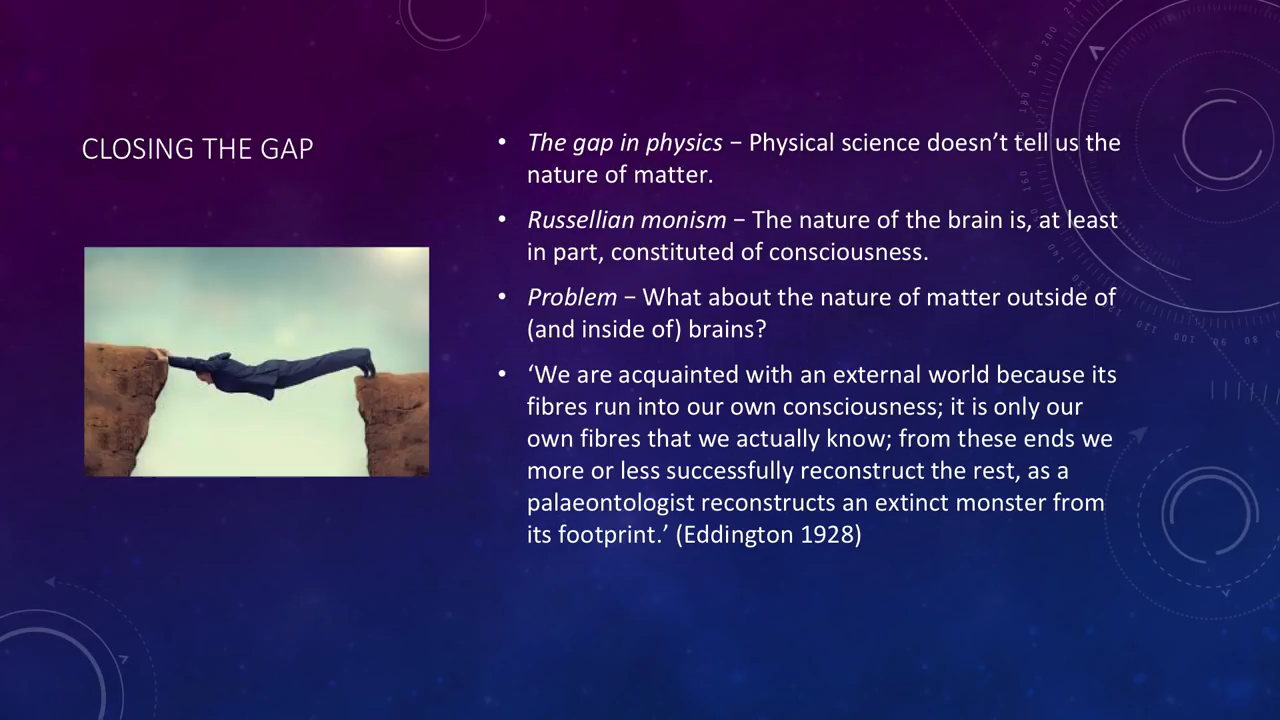 CLOSING THE GAP
• The gap in physics – Physical science doesn’t tell us the
nature of matter.
• Russellian monism – The nature of the brain is, at least
in part, constituted of consciousness.
• Problem – What about the nature of matter outside of
(and inside of) brains?
• ‘We are acquainted with an external world because its
fibres run into our own consciousness; it is only our
own fibres that we actually know; from these ends we
more or less successfully reconstruct the rest, as a
palaeontologist reconstructs an extinct monster from
its footprint.’ (Eddington 1928)